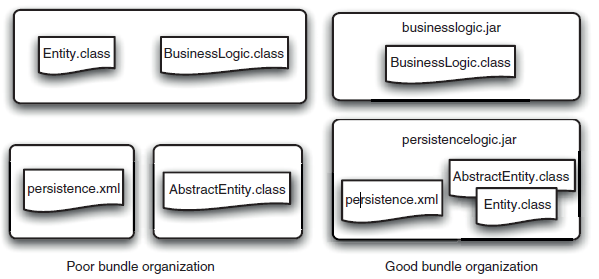 Entity.class
BusinessLogic.class
persistence.xml
AbstractEntity.class
Poor bundle organization
businesslogic.jar
BusinessLogic.class
persistencelogic.jar
AbstractEntity.class
persistence.xml
Entity.class
Good bundle organization